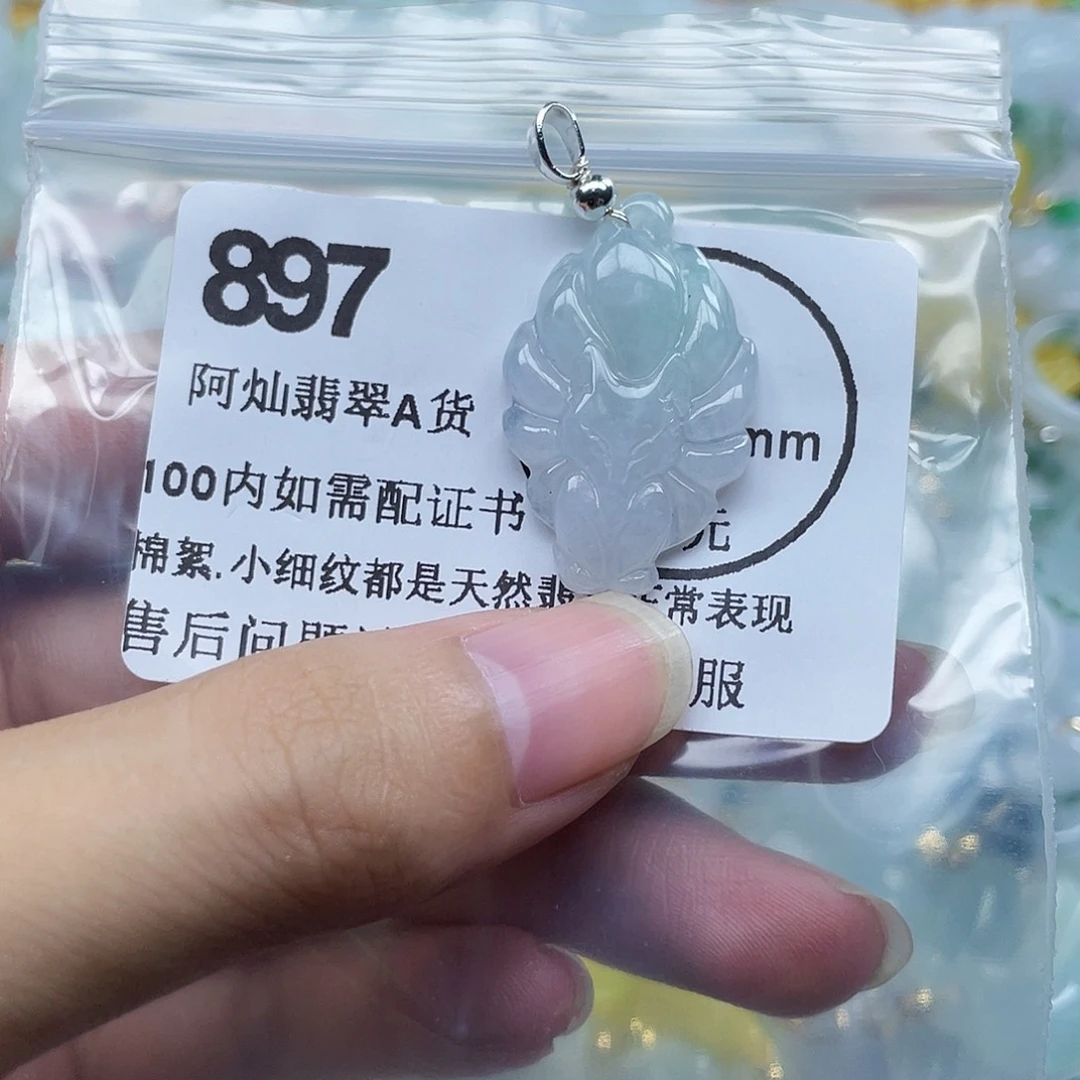 897
阿灿翡翠A货
mm
100内如需配证书
元
棉絮.小细纹都是天然翡 常表现
售后问题
服